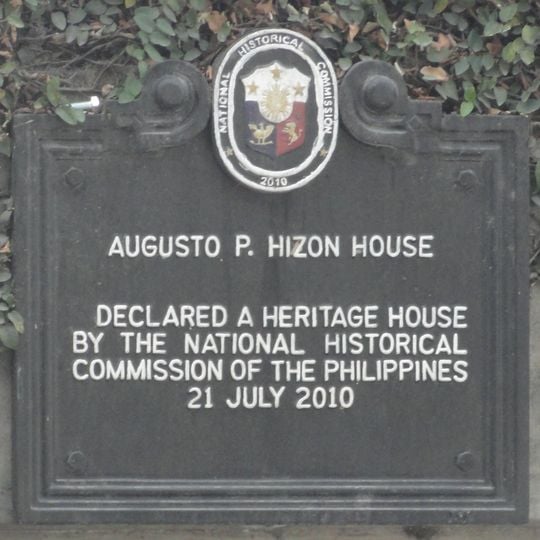 NATIONAL HISTORICAL COMMISSION
2010
AUGUSTO P. HIZON HOUSE
DECLARED A HERITAGE HOUSE
BY THE NATIONAL HISTORICAL
COMMISSION OF THE PHILIPPINES
21 JULY 2010